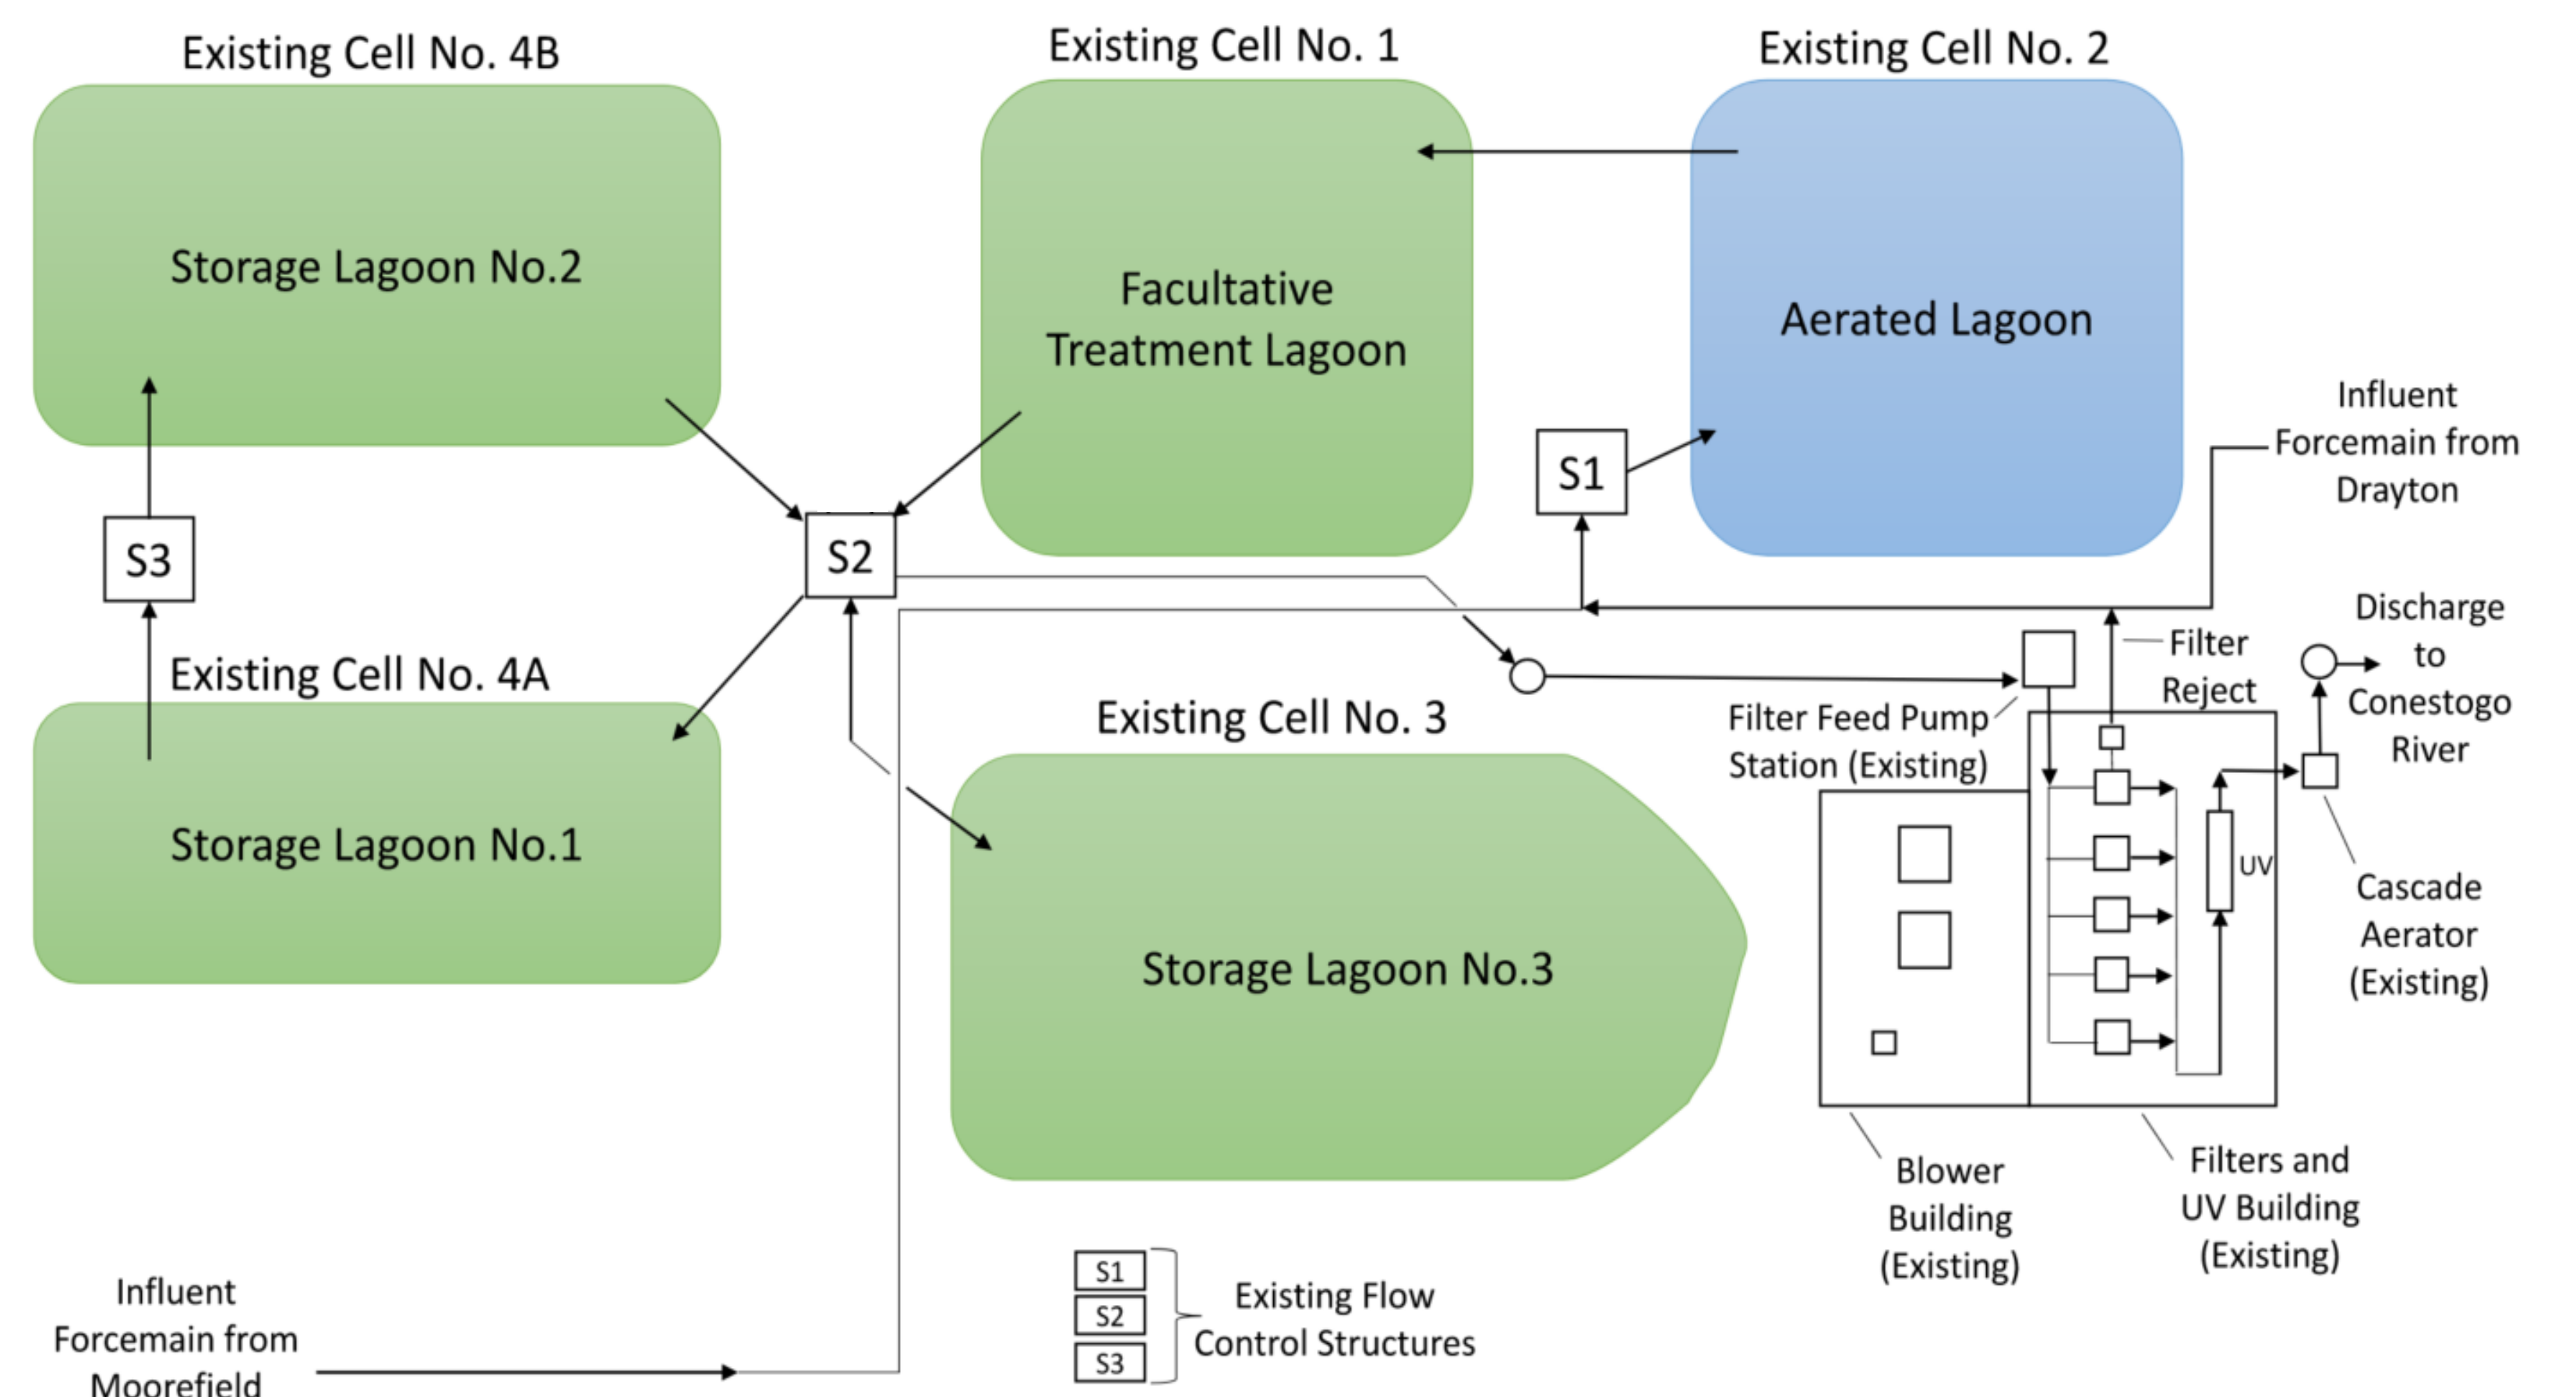 Existing Cell No. 4B
Existing Cell No. 1
Existing Cell No. 2
Storage Lagoon No.2
Facultative
Treatment Lagoon
Aerated Lagoon
Influent
Forcemain from
Drayton
S1
S2
S3
Discharge
to
Conestogo
River
Filter
Reject
Existing Cell No. 4A
Existing Cell No. 3
Filter Feed Pump
Station (Existing)
Storage Lagoon No.1
Storage Lagoon No.3
UV
Cascade
Aerator
(Existing)
Blower
Building
(Existing)
Filters and
UV Building
(Existing)
S1
S2
S3
Existing Flow
Control Structures
Influent
Forcemain from
Moorefield